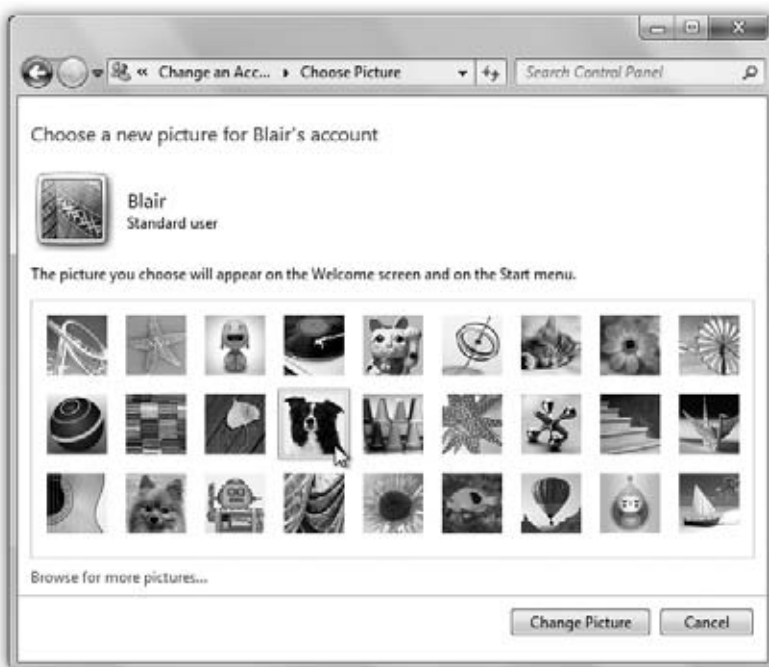 « Change an Acc... ▸ Choose Picture
Search Control Panel
Choose a new picture for Blair's account
Blair
Standard user
The picture you choose will appear on the Welcome screen and on the Start menu.
Browse for more pictures...
Change Picture
Cancel